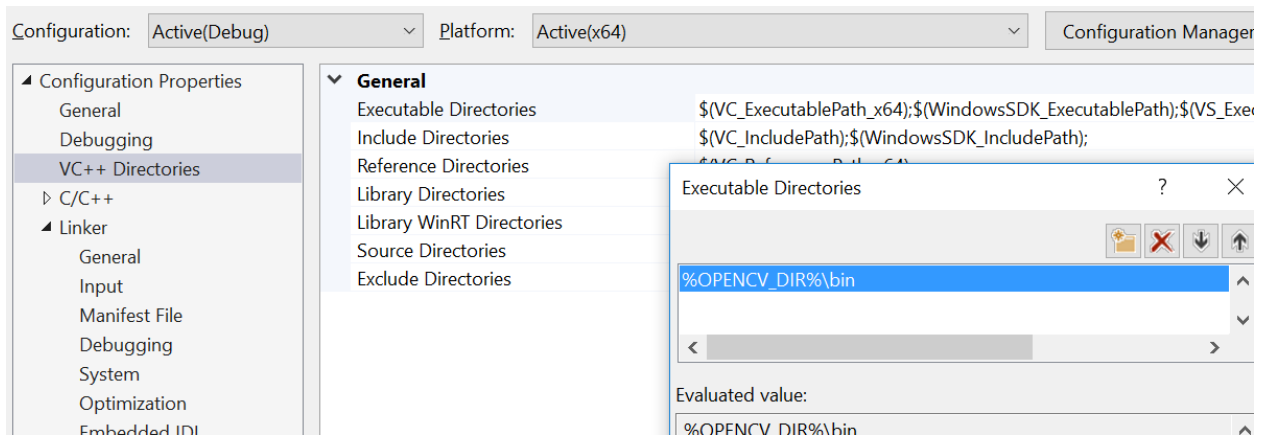 Configuration: Active(Debug) Platform: Active(x64) Configuration Manager
Configuration Properties
General
Debugging
VC++ Directories
C/C++
Linker
General
Input
Manifest File
Debugging
System
Optimization
Embedded IDL
General
Executable Directories $(VC_ExecutablePath_x64);$(WindowsSDK_ExecutablePath);$(VS_Exec
Include Directories $(VC_IncludePath);$(WindowsSDK_IncludePath);
Reference Directories
Library Directories
Library WinRT Directories
Source Directories
Exclude Directories
Executable Directories ?
%OPENCV_DIR%\bin
Evaluated value:
%OPENCV_DIR%\bin